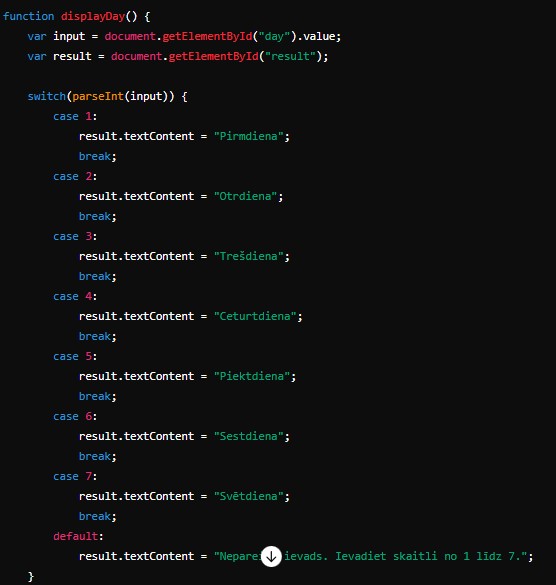 function displayDay() {
    var input = document.getElementById("day").value;
    var result = document.getElementById("result");
    switch(parseInt(input)) {
        case 1:
            result.textContent = "Pirmdiena";
            break;
        case 2:
            result.textContent = "Otrdiena";
            break;
        case 3:
            result.textContent = "Trešdiena";
            break;
        case 4:
            result.textContent = "Ceturtdiena";
            break;
        case 5:
            result.textContent = "Piektdiena";
            break;
        case 6:
            result.textContent = "Sestdiena";
            break;
        case 7:
            result.textContent = "Svētdiena";
            break;
        default:
            result.textContent = " ievads. Ievadiet skaitli no 1 līdz 7.";
    }